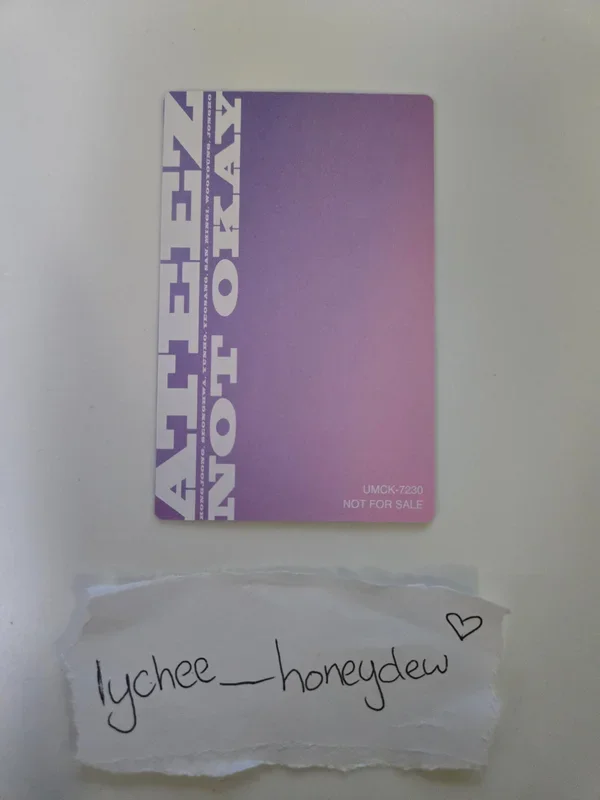 ATEEZ
HONGJOONG. SEONGHWA. YUNHO. YEOSANG. SAN. MINGI. WOOYOUNG. JONGHO
NOT OKAY
UMCK-7230
NOT FOR SALE
lychee_honeydew ♡